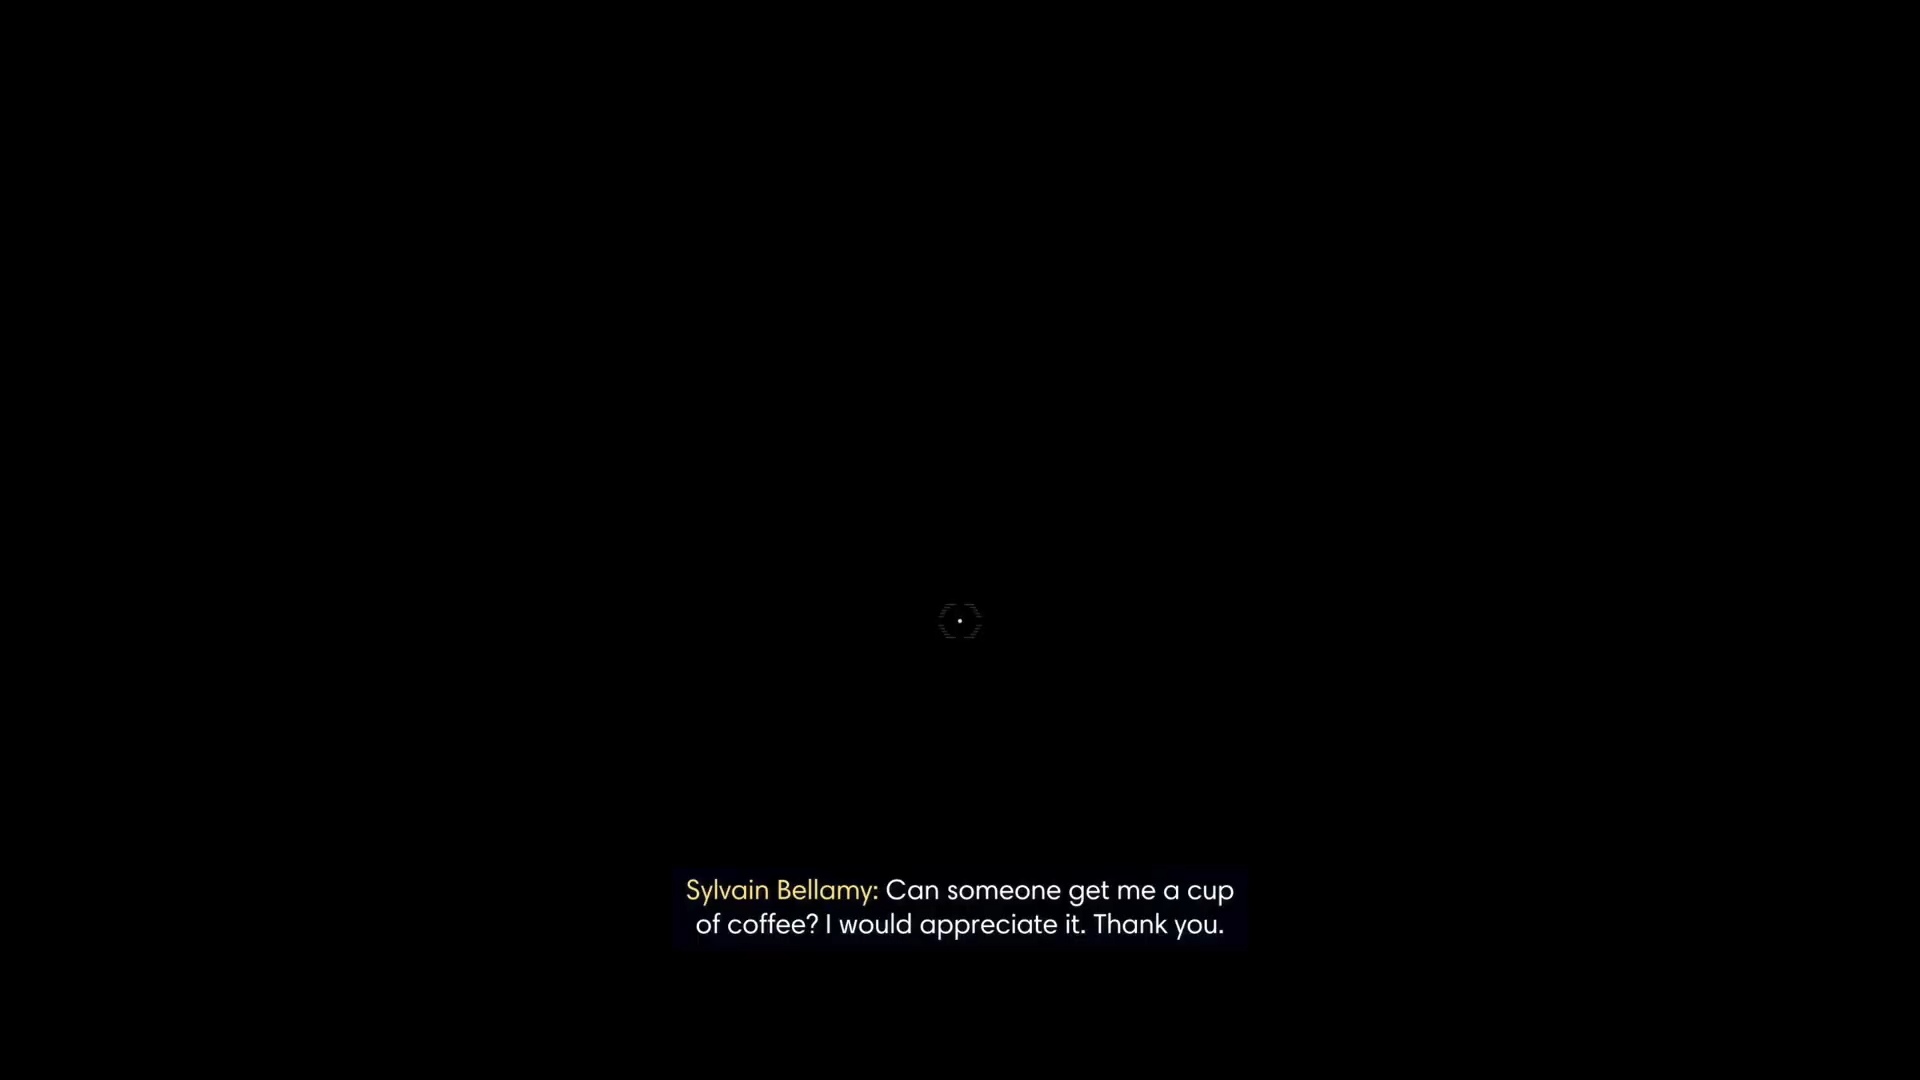 Sylvain Bellamy: Can someone get me a cup
of coffee? I would appreciate it. Thank you.